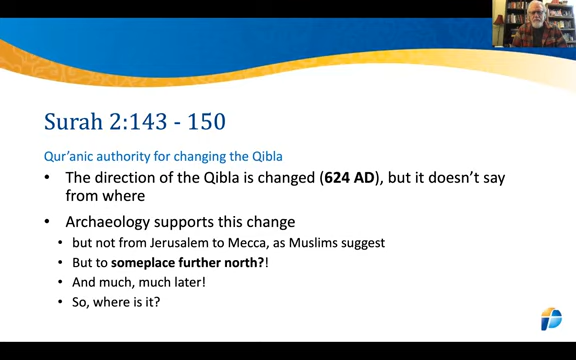 Surah 2:143 - 150
Qur'anic authority for changing the Qibla
• The direction of the Qibla is changed (624 AD), but it doesn't say
from where
• Archaeology supports this change
• but not from Jerusalem to Mecca, as Muslims suggest
• But to someplace further north?!
• And much, much later!
• So, where is it?